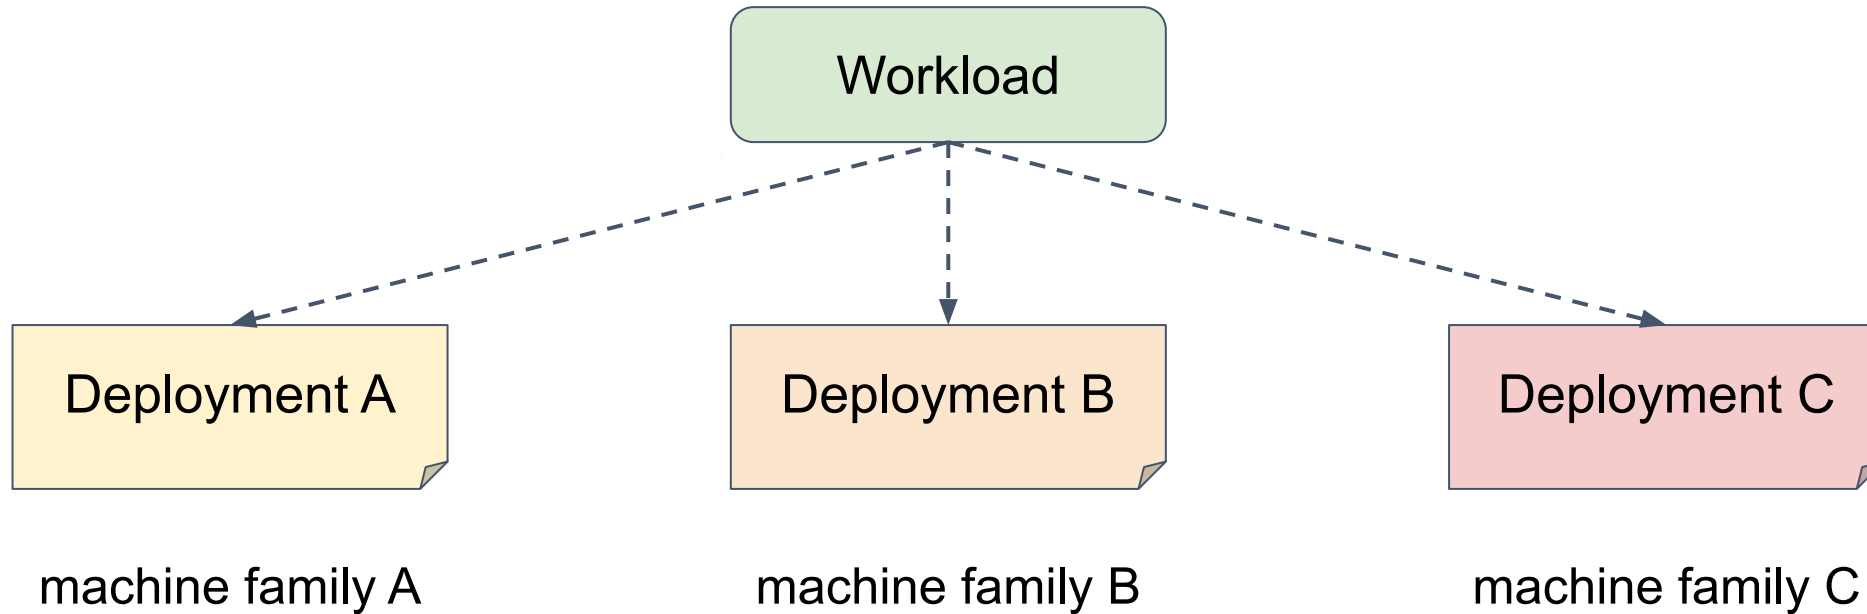 Workload
Deployment A
Deployment B
Deployment C
machine family A
machine family B
machine family C